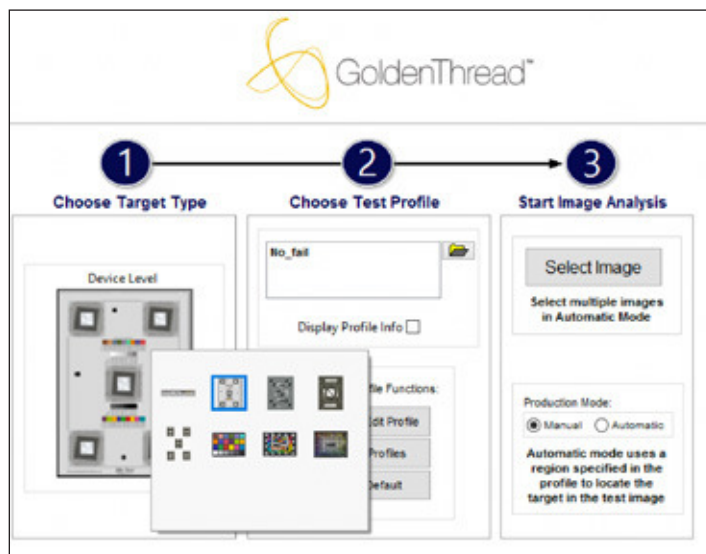 GoldenThread™
1
2
3
Choose Target Type
Choose Test Profile
Start Image Analysis
Device Level
No_fail
Display Profile Info
file Functions:
Edit Profile
Profiles
Default
Select Image
Select multiple images
in Automatic Mode
Production Mode:
Manual
Automatic
Automatic mode uses a
region specified in the
profile to locate the
target in the test image